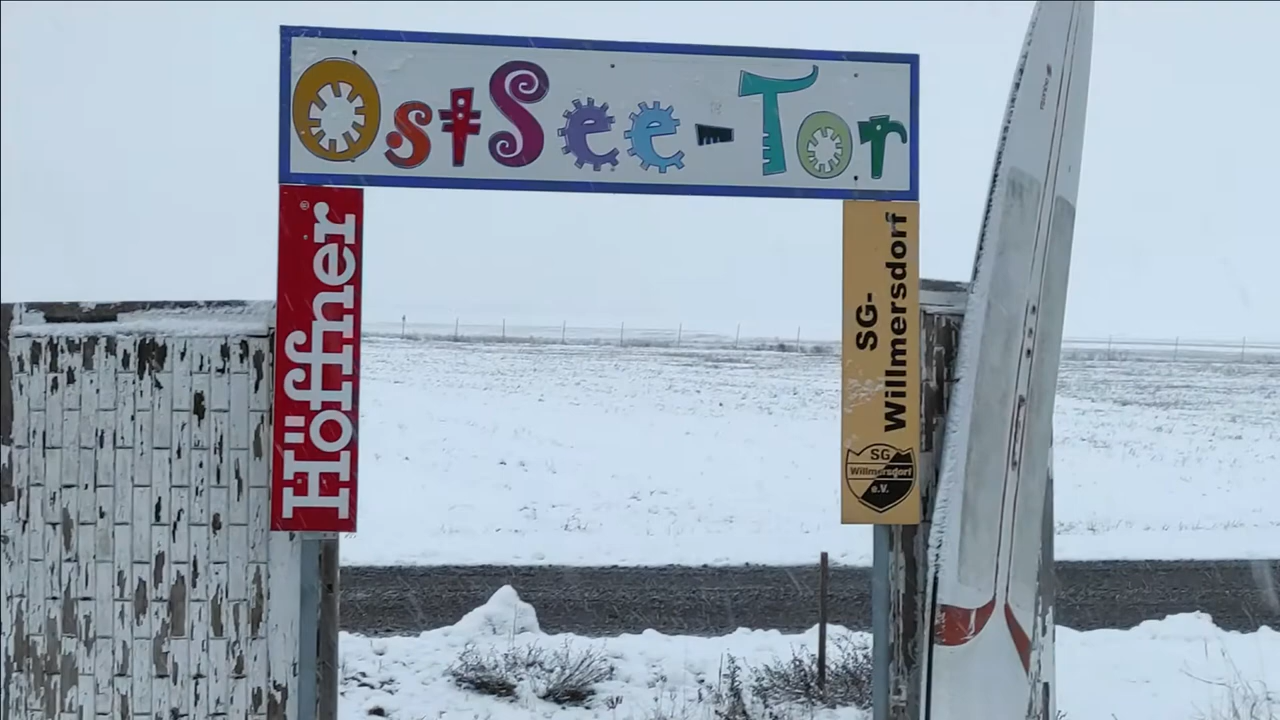 OstSee-Tor
Höffner®
SG-
Willmersdorf
SG
Willmersdorf
e.V.